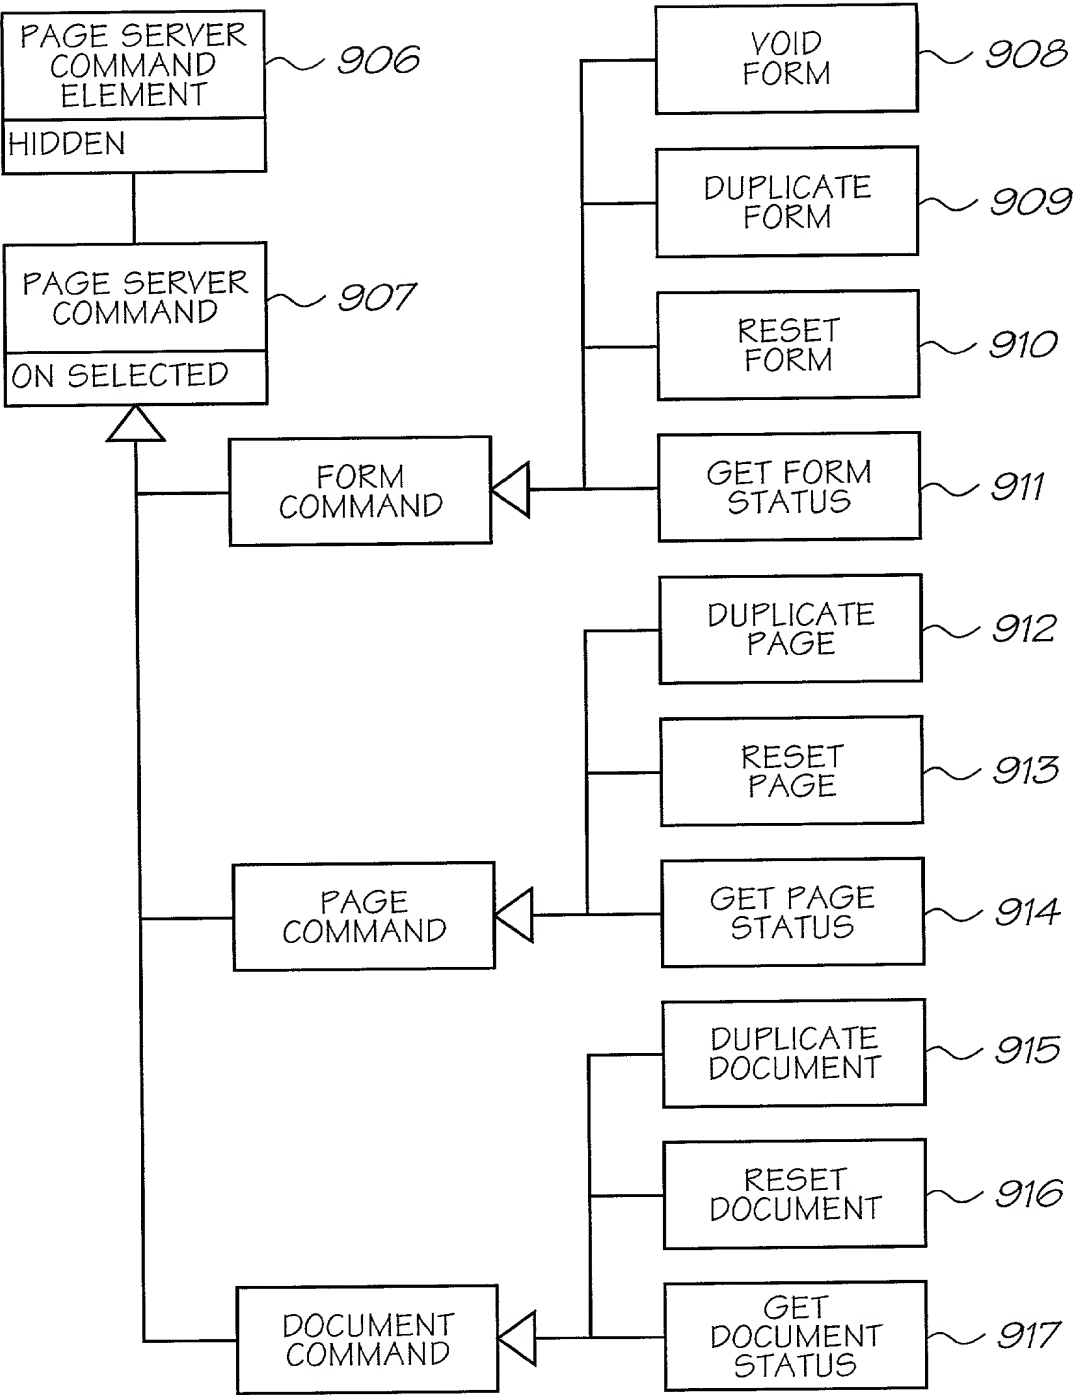 PAGE SERVER
COMMAND
ELEMENT
906
HIDDEN
PAGE SERVER
COMMAND
907
ON SELECTED
FORM
COMMAND
VOID
FORM
908
DUPLICATE
FORM
909
RESET
FORM
910
GET FORM
STATUS
911
PAGE
COMMAND
DUPLICATE
PAGE
912
RESET
PAGE
913
GET PAGE
STATUS
914
DOCUMENT
COMMAND
DUPLICATE
DOCUMENT
915
RESET
DOCUMENT
916
GET
DOCUMENT
STATUS
917